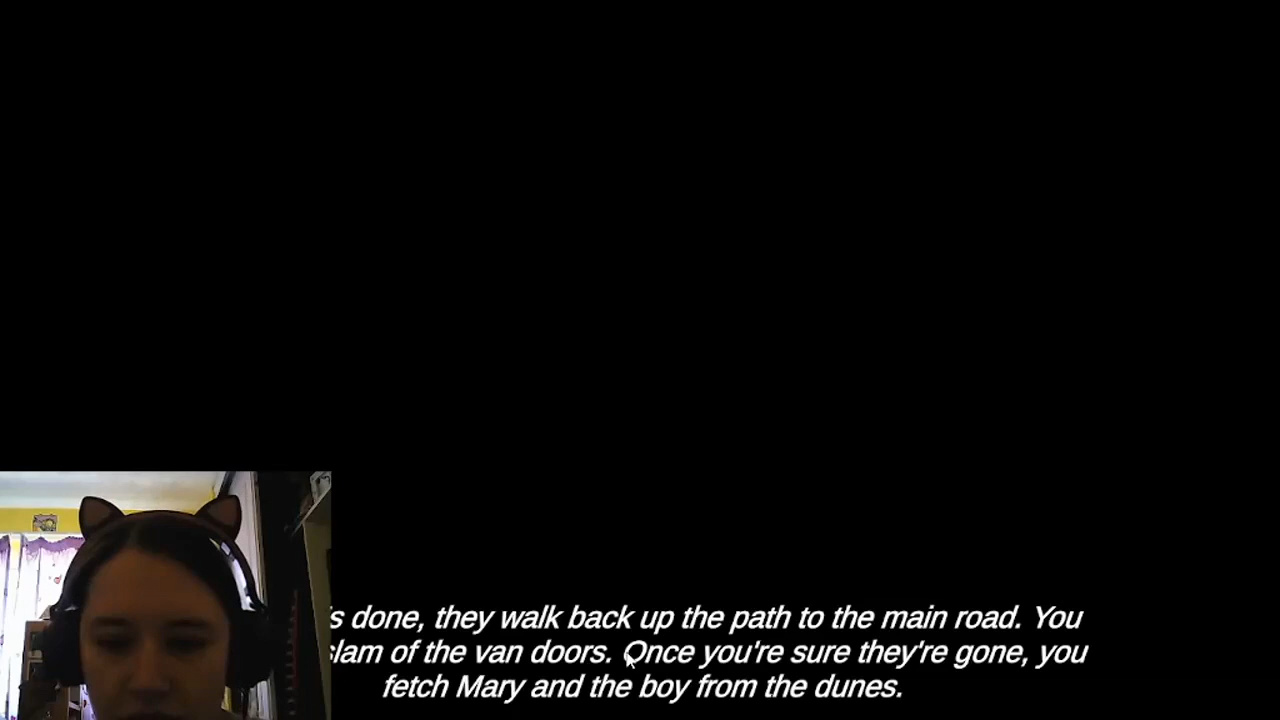 s done, they walk back up the path to the main road. You
slam of the van doors. Once you're sure they're gone, you
fetch Mary and the boy from the dunes.